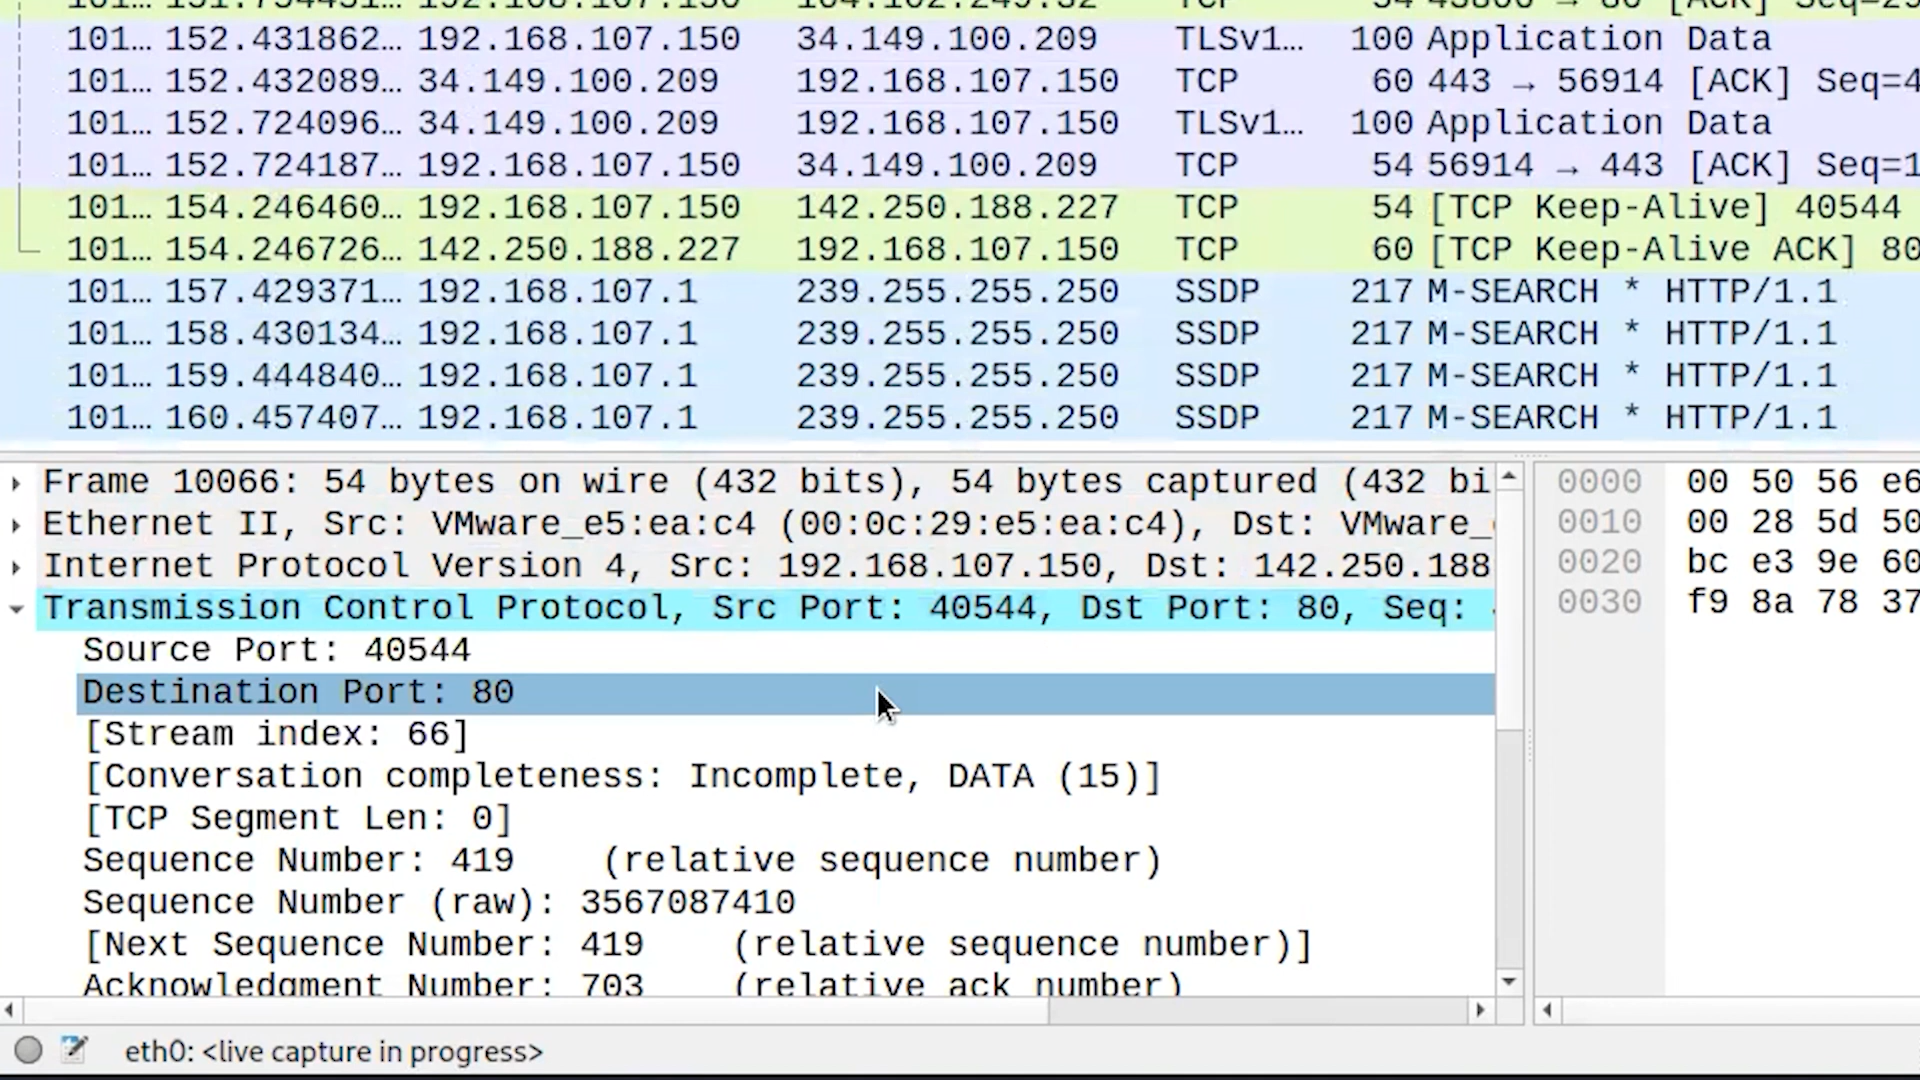 101… 152.431862… 192.168.107.150 34.149.100.209 TLSv1… 100 Application Data
101… 152.432089… 34.149.100.209 192.168.107.150 TCP 60 443 → 56914 [ACK] Seq=4
101… 152.724096… 34.149.100.209 192.168.107.150 TLSv1… 100 Application Data
101… 152.724187… 192.168.107.150 34.149.100.209 TCP 54 56914 → 443 [ACK] Seq=1
101… 154.246460… 192.168.107.150 142.250.188.227 TCP 54 [TCP Keep-Alive] 40544
101… 154.246726… 142.250.188.227 192.168.107.150 TCP 60 [TCP Keep-Alive ACK] 80
101… 157.429371… 192.168.107.1 239.255.255.250 SSDP 217 M-SEARCH * HTTP/1.1
101… 158.430134… 192.168.107.1 239.255.255.250 SSDP 217 M-SEARCH * HTTP/1.1
101… 159.444840… 192.168.107.1 239.255.255.250 SSDP 217 M-SEARCH * HTTP/1.1
101… 160.457407… 192.168.107.1 239.255.255.250 SSDP 217 M-SEARCH * HTTP/1.1
Frame 10066: 54 bytes on wire (432 bits), 54 bytes captured (432 bi
Ethernet II, Src: VMware_e5:ea:c4 (00:0c:29:e5:ea:c4), Dst: VMware_
Internet Protocol Version 4, Src: 192.168.107.150, Dst: 142.250.188
Transmission Control Protocol, Src Port: 40544, Dst Port: 80, Seq:
Source Port: 40544
Destination Port: 80
[Stream index: 66]
[Conversation completeness: Incomplete, DATA (15)]
[TCP Segment Len: 0]
Sequence Number: 419 (relative sequence number)
Sequence Number (raw): 3567087410
[Next Sequence Number: 419 (relative sequence number)]
Acknowledgment Number: 703 (relative ack number)
0000 00 50 56 e6
0010 00 28 5d 50
0020 bc e3 9e 60
0030 f9 8a 78 37
eth0: <live capture in progress>